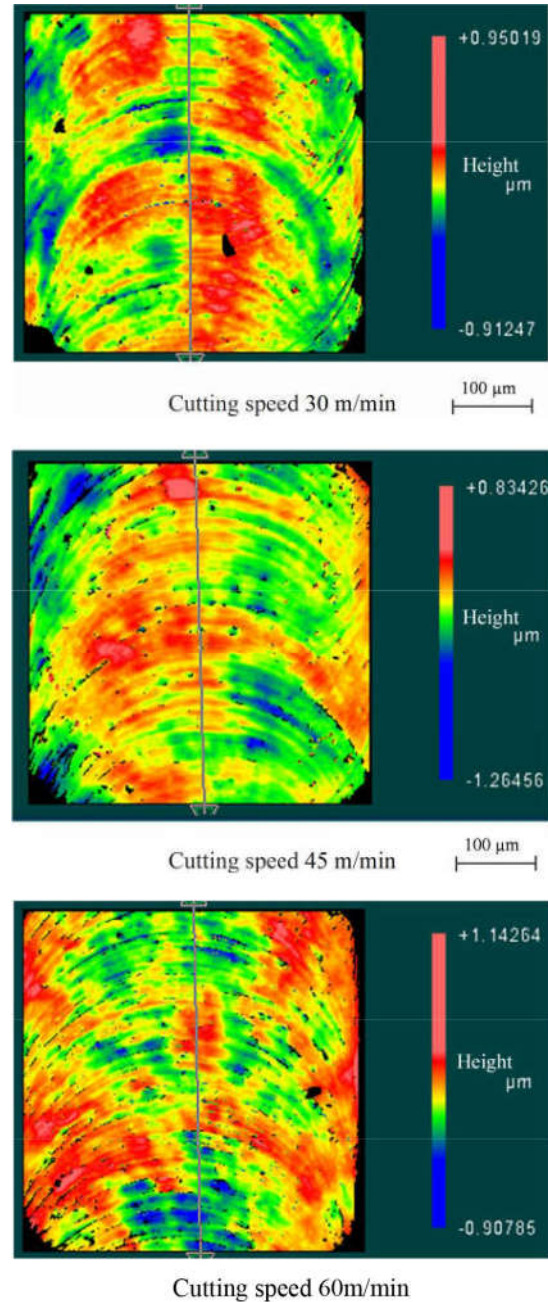 +0.95019
Height
µm
-0.91247
Cutting speed 30 m/min
100 µm
+0.83426
Height
µm
-1.26456
Cutting speed 45 m/min
100 µm
+1.14264
Height
µm
-0.90785
Cutting speed 60m/min